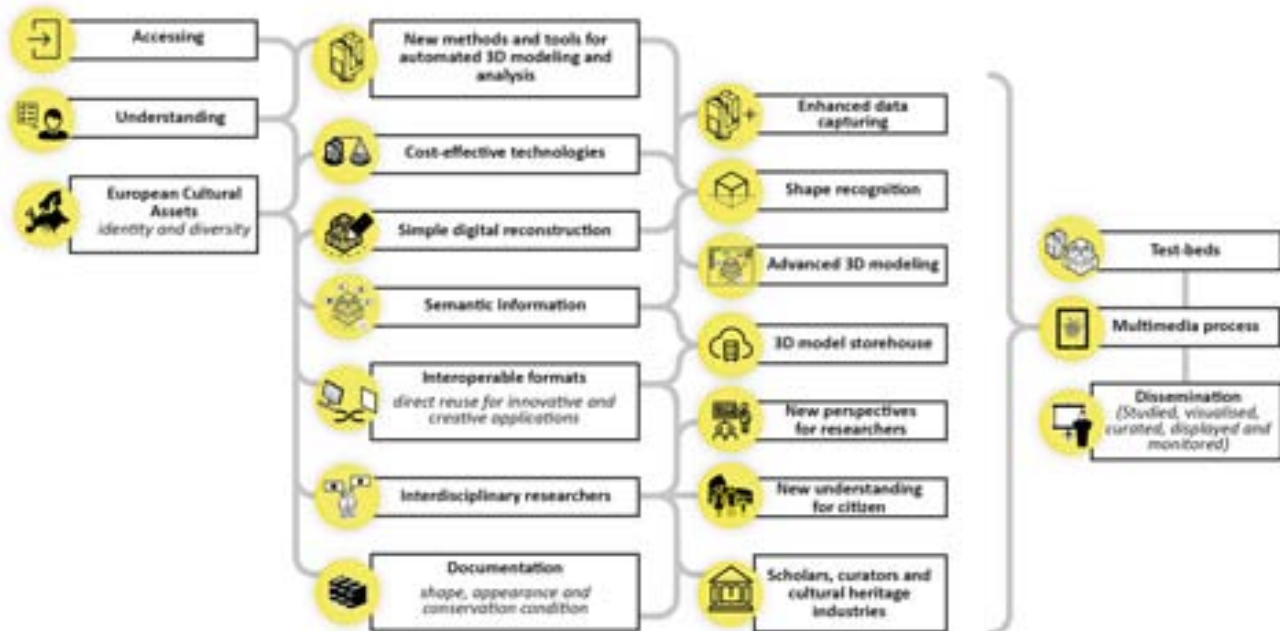 Accessing
Understanding
European Cultural
Assets
identity and diversity
New methods and tools for
automated 3D modeling and
analysis
Cost-effective technologies
Simple digital reconstruction
Semantic information
Interoperable formats
direct reuse for innovative and
creative applications
Interdisciplinary researchers
Documentation
shape, appearance and
conservation condition
Enhanced data
capturing
Shape recognition
Advanced 3D modeling
3D model storehouse
New perspectives
for researchers
New understanding
for citizen
Scholars, curators and
cultural heritage
industries
Test-beds
Multimedia process
Dissemination
(Studied, visualised,
curated, displayed and
monitored)